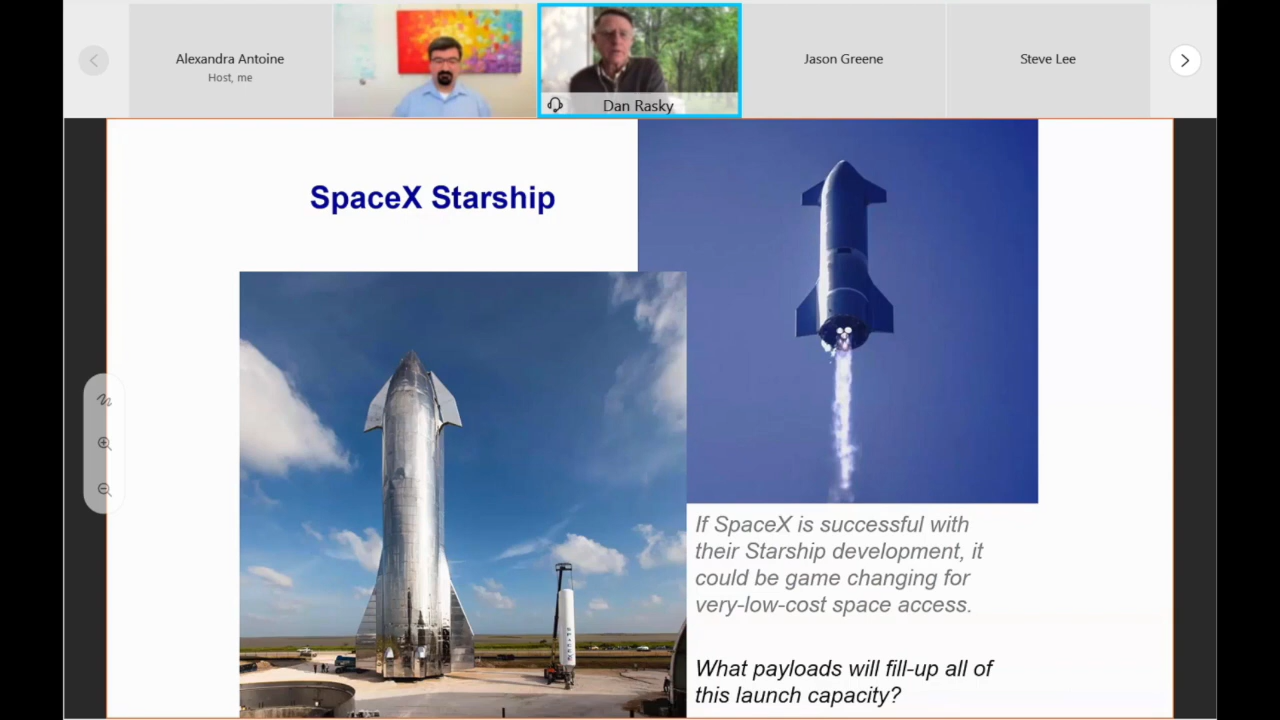 Alexandra Antoine
Host, me
Dan Rasky
Jason Greene
Steve Lee
SpaceX Starship
If SpaceX is successful with
their Starship development, it
could be game changing for
very-low-cost space access.
What payloads will fill-up all of
this launch capacity?